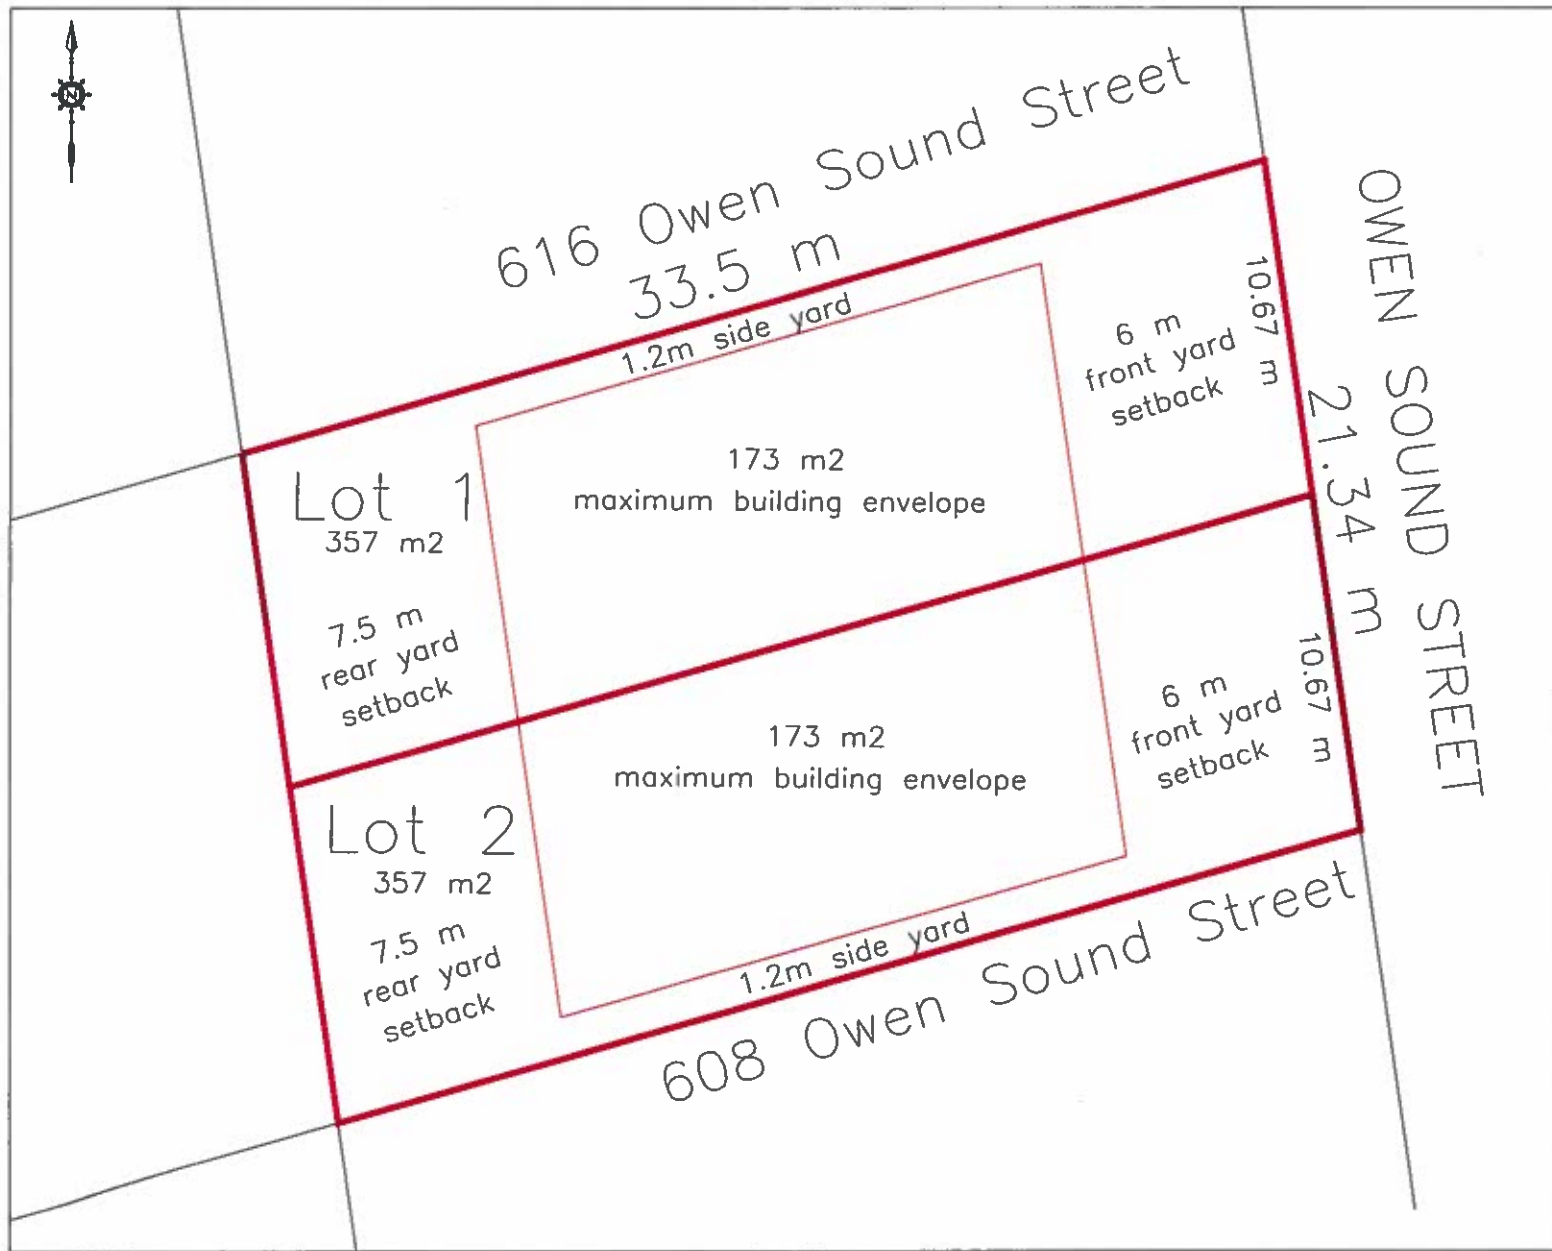 N
616 Owen Sound Street
33.5 m
1.2m side yard
6 m
front yard
setback
10.67 m
OWEN SOUND STREET
21.34 m
173 m2
maximum building envelope
Lot 1
357 m2
7.5 m
rear yard
setback
173 m2
maximum building envelope
6 m
front yard
setback
10.67 m
Lot 2
357 m2
7.5 m
rear yard
setback
1.2m side yard
608 Owen Sound Street